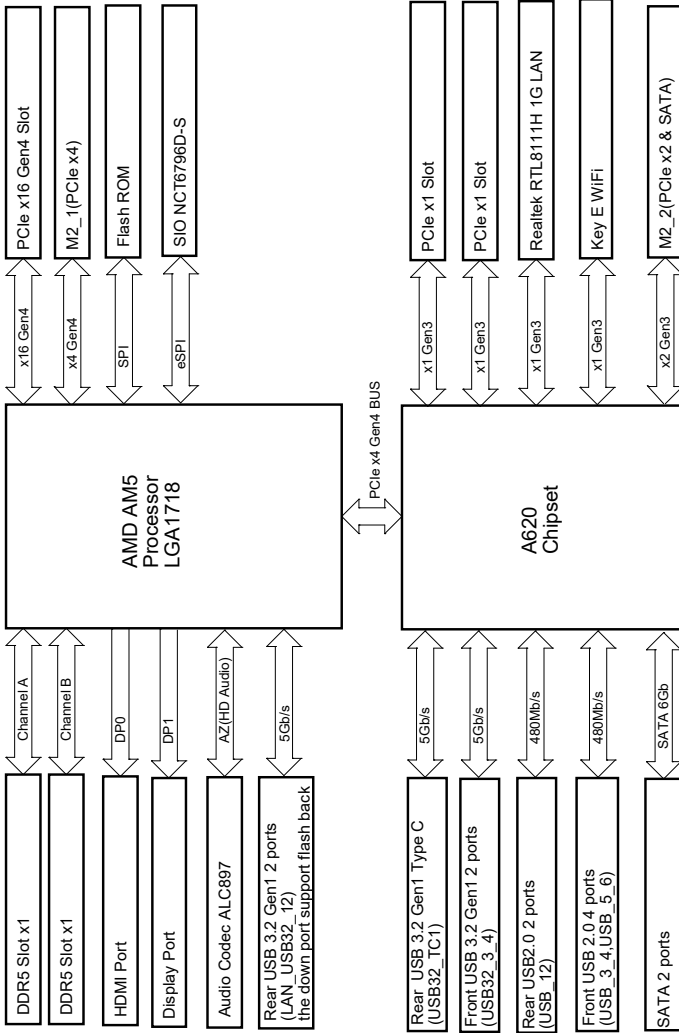 DDR5 Slot x1
Channel A
DDR5 Slot x1
Channel B
HDMI Port
DP0
Display Port
DP1
Audio Codec ALC897
AZ(HD Audio)
Rear USB 3.2 Gen1 2 ports
(LAN_USB32_12)
the down port support flash back
5Gb/s
AMD AM5
Processor
LGA1718
x16 Gen4
PCIe x16 Gen4 Slot
x4 Gen4
M2_1(PCIe x4)
SPI
Flash ROM
eSPI
SIO NCT6796D-S
PCIe x4 Gen4 BUS
Rear USB 3.2 Gen1 Type C
(USB32_TC1)
5Gb/s
Front USB 3.2 Gen1 2 ports
(USB32_3_4)
5Gb/s
Rear USB2.0 2 ports
(USB_12)
480Mb/s
Front USB 2.0 4 ports
(USB_3_4,USB_5_6)
480Mb/s
SATA 2 ports
SATA 6Gb
A620
Chipset
x1 Gen3
PCIe x1 Slot
x1 Gen3
PCIe x1 Slot
x1 Gen3
Realtek RTL8111H 1G LAN
x1 Gen3
Key E WiFi
x2 Gen3
M2_2(PCIe x2 & SATA)